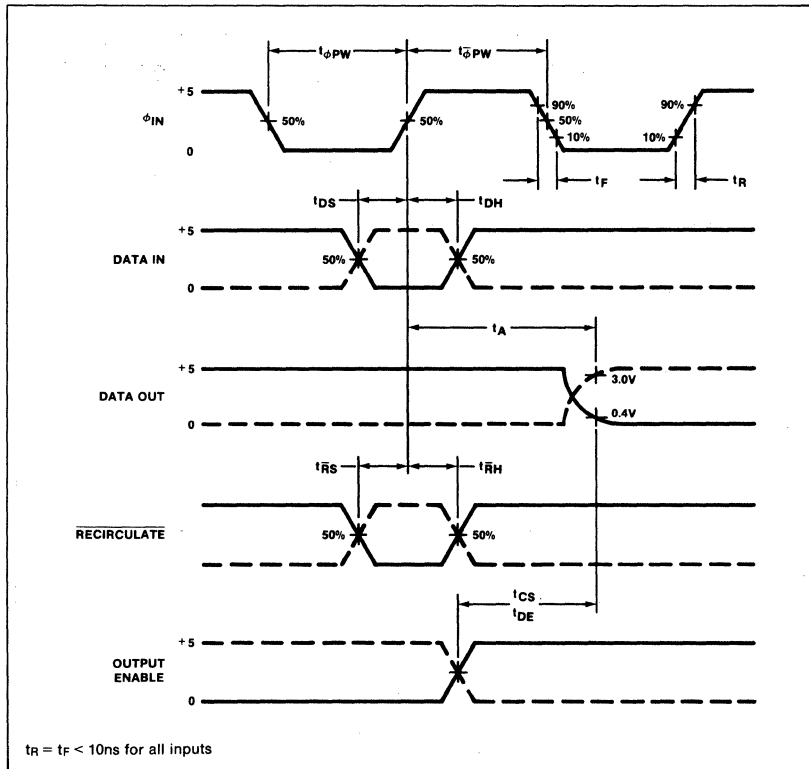 tφPW
tφ̅PW
+5
φIN
0
50%
50%
90%
50%
10%
90%
10%
tF
tR
tDS
tDH
+5
DATA IN
0
50%
50%
tA
+5
DATA OUT
0
3.0V
0.4V
tR̅S
tR̅H
RECIRCULATE
50%
50%
tCS
tDE
+5
OUTPUT
ENABLE
0
tR = tF < 10ns for all inputs